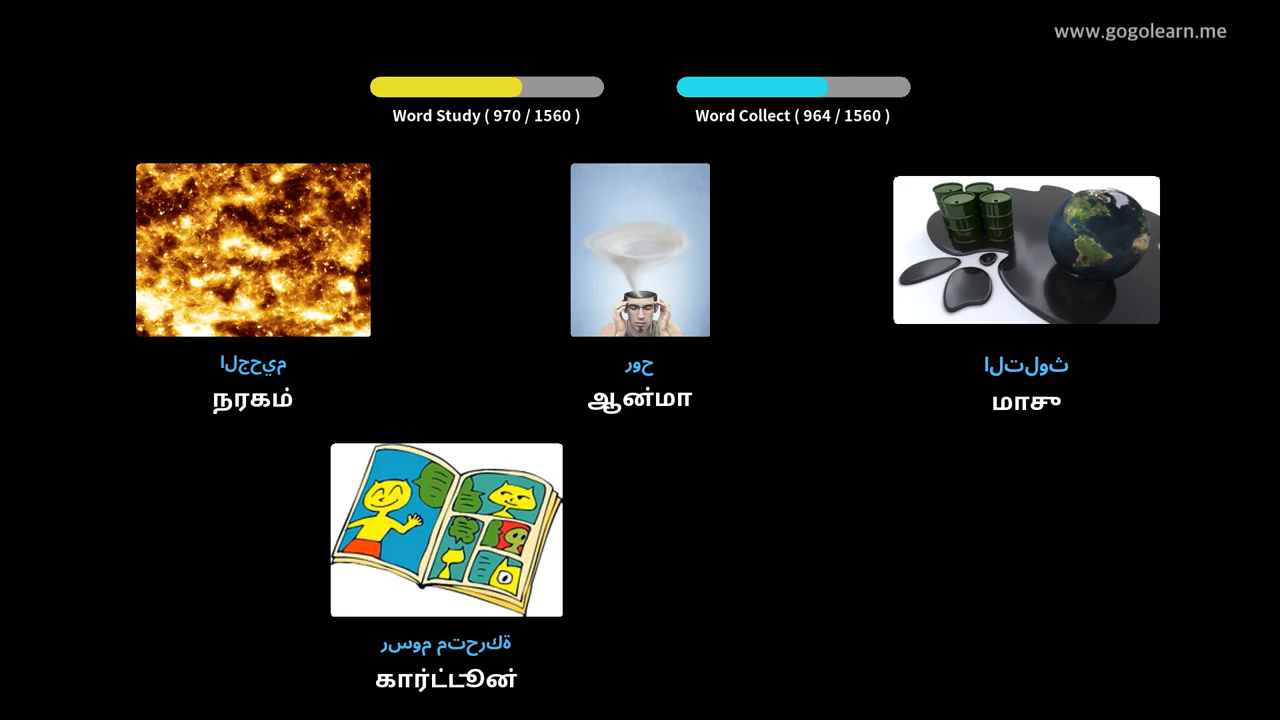 www.gogolearn.me
Word Study ( 970 / 1560 )
Word Collect ( 964 / 1560 )
الجحيم
நரகம்
روح
ஆன்மா
التلوث
மாசு
رسوم متحركة
கார்ட்டூன்